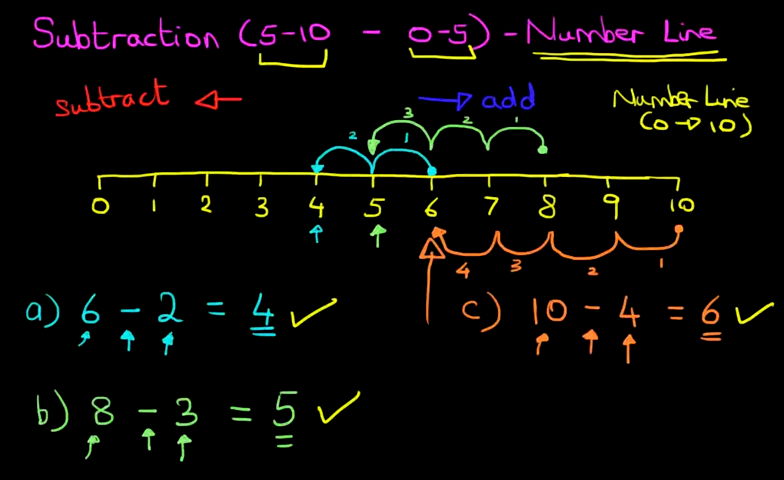 Subtraction (5-10 - 0-5) - Number Line
subtract ← → add Number Line
(0 → 10)
3 2 1
2 1
0 1 2 3 4 5 6 7 8 9 10
4 3 2 1
a) 6 - 2 = 4 ✓ c) 10 - 4 = 6 ✓
b) 8 - 3 = 5 ✓